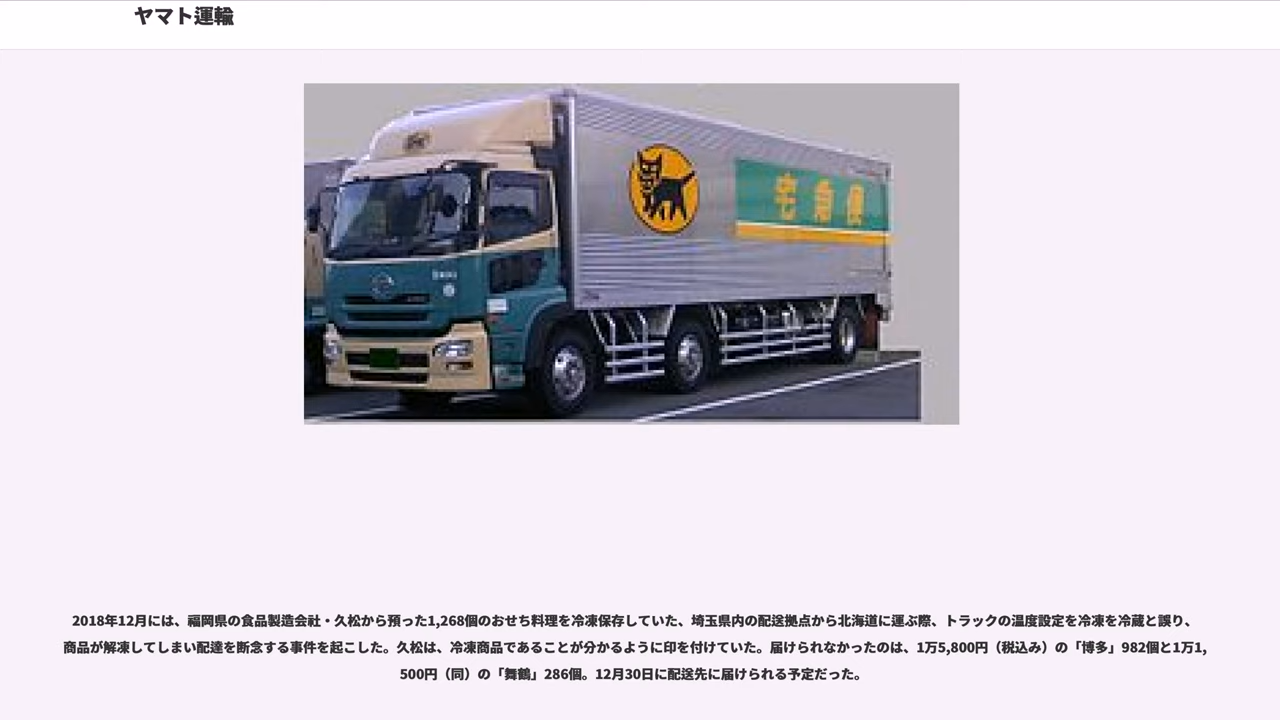 ヤマト運輸
宅急便
2018年12月には、福岡県の食品製造会社・久松から預った1,268個のおせち料理を冷凍保存していた、埼玉県内の配送拠点から北海道に運ぶ際、トラックの温度設定を冷凍を冷蔵と誤り、
商品が解凍してしまい配達を断念する事件を起こした。久松は、冷凍商品であることが分かるように印を付けていた。届けられなかったのは、1万5,800円（税込み）の「博多」982個と1万1,
500円（同）の「舞鶴」286個。12月30日に配送先に届けられる予定だった。